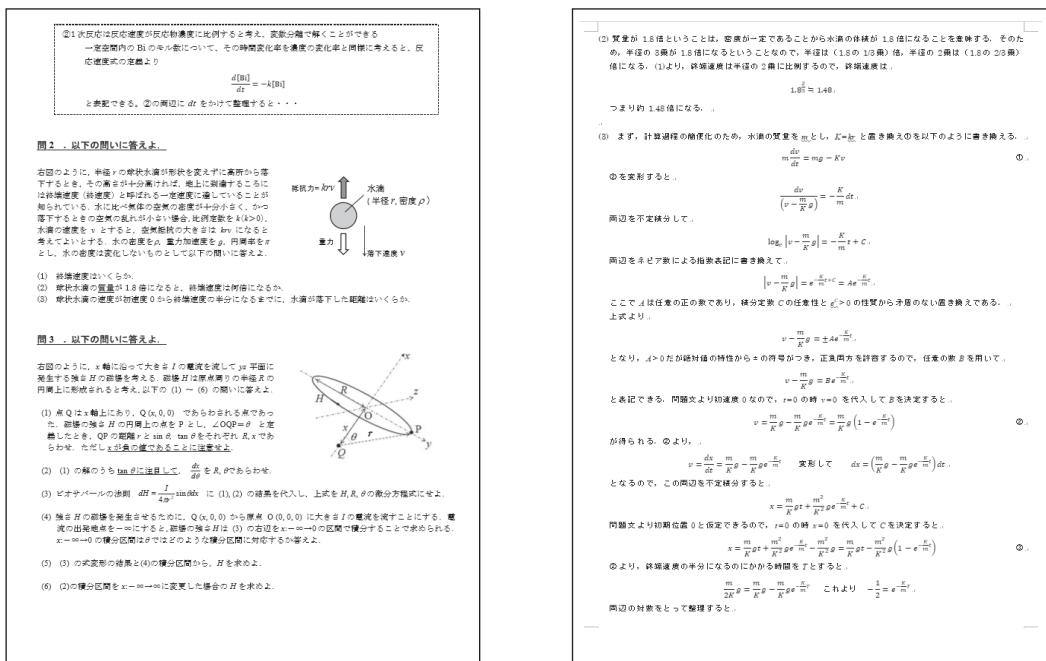 ②1 次反応は反応速度が反応物濃度に比例すると考え、変数分離で解くことができる
一定空間内の Bi のモル数について、その時間変化率を濃度の変化率と同様に考えると、反
応速度式の定義より
d[Bi]/dt = −k[Bi]
と表記できる。②の両辺に dt をかけて整理すると・・・
問 2 ．以下の問いに答えよ．
右図のように，半径 r の球状水滴が形状を変えずに高所から落
下するとき，その高さが十分高ければ，地上に到達するころに
は終端速度（終速度）と呼ばれる一定速度に達していることが
知られている．水に比べ気体の空気の密度が十分小さく，かつ
落下するときの空気の乱れが小さい場合，比例定数を k(k>0)，
水滴の速度を v とすると，空気抵抗の大きさは krv になると
考えてよいとする．水の密度をρ，重力加速度を g，円周率をπ
とし，水の密度は変化しないものとして以下の問いに答えよ．
抵抗力= krv
水滴
(半径 r, 密度 ρ)
重力
↓落下速度 v
(1) 終端速度はいくらか．
(2) 球状水滴の質量が 1.8 倍になると，終端速度は何倍になるか．
(3) 球状水滴の速度が初速度 0 から終端速度の半分になるまでに，水滴が落下した距離はいくらか．
問 3 ．以下の問いに答えよ．
右図のように，x 軸に沿って大きさ I の電流を流して yz 平面に
発生する強さ H の磁場を考える．磁場 H は原点周りの半径 R の
円周上に形成されると考え，以下の (1) ～ (6) の問いに答えよ．
x
R
H
z
O
x
θ
r
P
y
Q
(1) 点 Q は x 軸上にあり，Q (x, 0, 0) であらわされる点であっ
た．磁場の強さ H の円周上の点を P とし，∠OQP＝θ と定
義したとき，QP の距離 r と sin θ, tan θ をそれぞれ R, x であ
らわせ．ただし x が負の値であることに注意せよ．
(2) (1) の解のうち tan θ に注目して， dx/dθ を R, θ であらわせ．
(3) ビオサバールの法則 dH = I/4πr² sin θdx に (1), (2) の結果を代入し，上式を H, R, θ の微分方程式にせよ．
(4) 強さ H の磁場を発生させるために，Q (x, 0, 0) から原点 O (0, 0, 0) に大きさ I の電流を流すことにする．電
流の出発地点を－∞にすると，磁場の強さ H は (3) の右辺を x:－∞→0 の区間で積分することで求められる．
x:－∞→0 の積分区間は θ ではどのような積分区間に対応するか答えよ．
(5) (3) の式変形の結果と(4)の積分区間から，H を求めよ．
(6) (2)の積分区間を x:－∞→∞ に変更した場合の H を求めよ．
(2) 質量が 1.8 倍ということは，密度が一定であることから水滴の体積が 1.8 倍になることを意味する．そのた
め，半径の 3 乗が 1.8 倍になるということなので，半径は（1.8 の 1/3 乗）倍，半径の 2 乗は（1.8 の 2/3 乗）
倍になる．(1)より，終端速度は半径の 2 乗に比例するので，終端速度は
1.8^(2/3) ≒ 1.48
つまり約 1.48 倍になる．
(3) まず，計算過程の簡便化のため，水滴の質量を m とし，K=kr と置き換え①を以下のように書き換える．
m dv/dt = mg − Kv ①
②を変形すると
dv/(v − m/K g) = − K/m dt
両辺を不定積分して
logₑ |v − m/K g| = − K/m t + C
両辺をネピア数による指数表記に書き換えて
|v − m/K g| = e^(−K/m t+C) = Ae^(−K/m t)
ここで A は任意の正の数であり，積分定数 C の任意性と e^C > 0 の性質から矛盾のない置き換えである．
上式より
v − m/K g = ±Ae^(−K/m t)
となり，A > 0 だが絶対値の特性から±の符号がつき，正負両方を許容するので，任意の数 B を用いて
v − m/K g = Be^(−K/m t)
と表記できる．問題文より初速度 0 なので，t=0 の時 v=0 を代入して B を決定すると
v = m/K g − m/K ge^(−K/m t) = m/K g (1 − e^(−K/m t)) ②
が得られる．②より，
v = dx/dt = m/K g − m/K ge^(−K/m t) 変形して dx = (m/K g − m/K ge^(−K/m t)) dt
となるので，この両辺を不定積分すると
x = m/K gt + m²/K² ge^(−K/m t) + C
問題文より初期位置 0 と仮定できるので，t=0 の時 x=0 を代入して C を決定すると
x = m/K gt + m²/K² ge^(−K/m t) − m²/K² g = m/K gt − m²/K² g (1 − e^(−K/m t)) ③
②より，終端速度の半分になるのにかかる時間を T とすると
m/2K g = m/K g − m/K ge^(−K/m T) これより − 1/2 = e^(−K/m T)
両辺の対数をとって整理すると